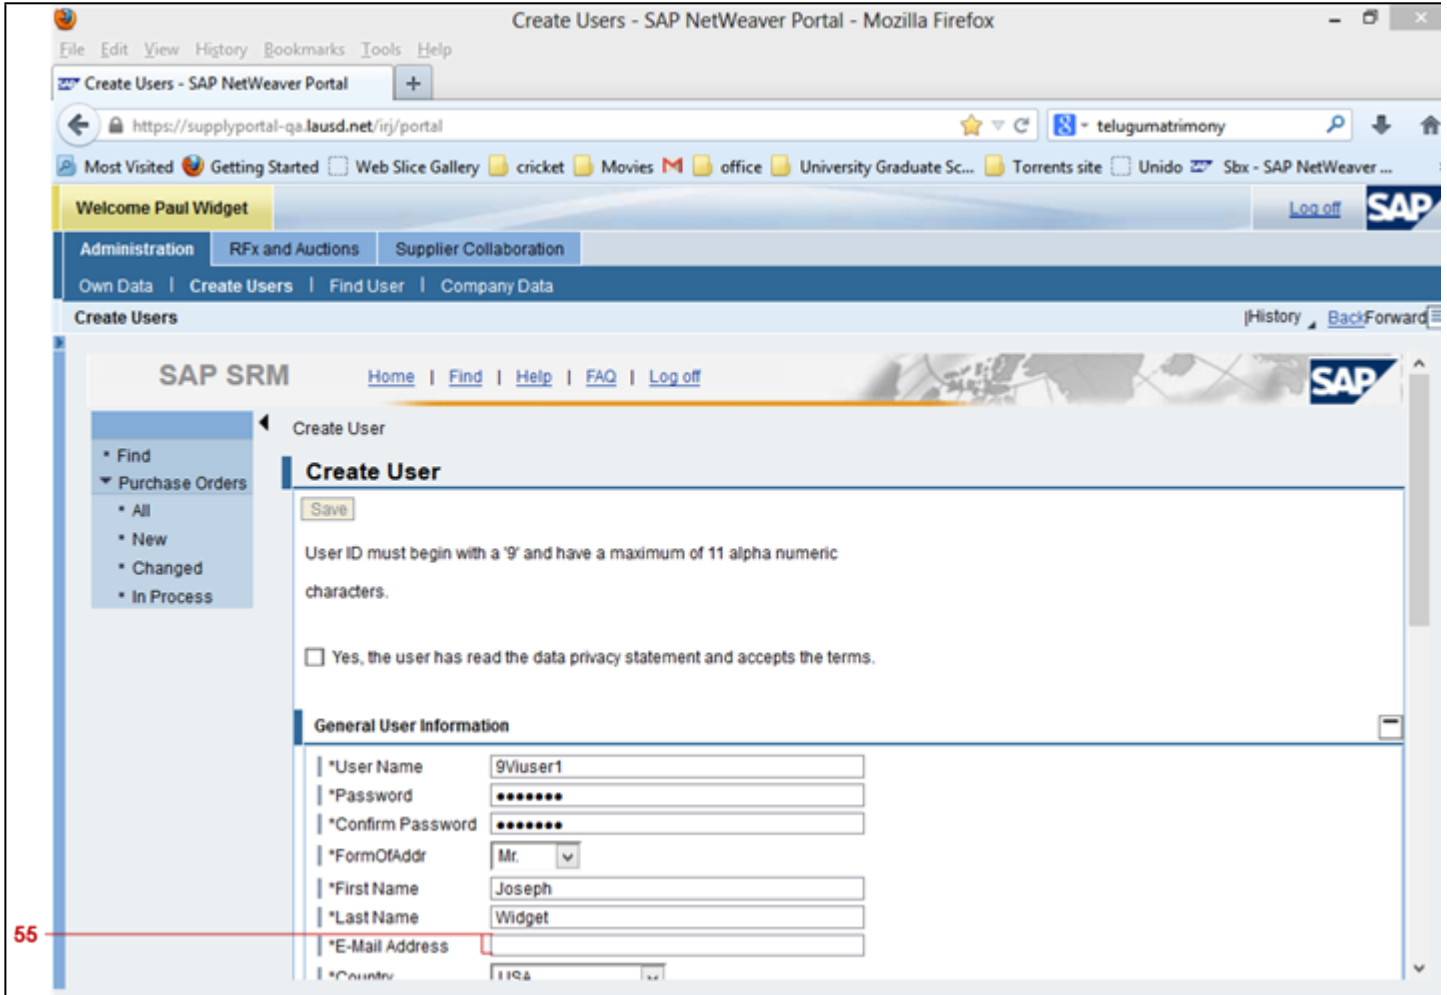 Create Users - SAP NetWeaver Portal - Mozilla Firefox
File Edit View History Bookmarks Tools Help
Create Users - SAP NetWeaver Portal +
https://supplyportal-qa.lausd.net/irj/portal telugumatrimony
Most Visited Getting Started Web Slice Gallery cricket Movies office University Graduate Sc... Torrents site Unido Sbx - SAP NetWeaver ...
Welcome Paul Widget Log off SAP
Administration RFx and Auctions Supplier Collaboration
Own Data | Create Users | Find User | Company Data
Create Users |History Back Forward
SAP SRM Home | Find | Help | FAQ | Log off SAP
Create User
• Find
Create User
Purchase Orders
• All
Save
• New
User ID must begin with a '9' and have a maximum of 11 alpha numeric
• Changed
characters.
• In Process
Yes, the user has read the data privacy statement and accepts the terms.
General User Information
*User Name 9Viuser1
*Password •••••••
*Confirm Password •••••••
*FormOfAddr Mr.
*First Name Joseph
*Last Name Widget
55
*E-Mail Address
*Country USA